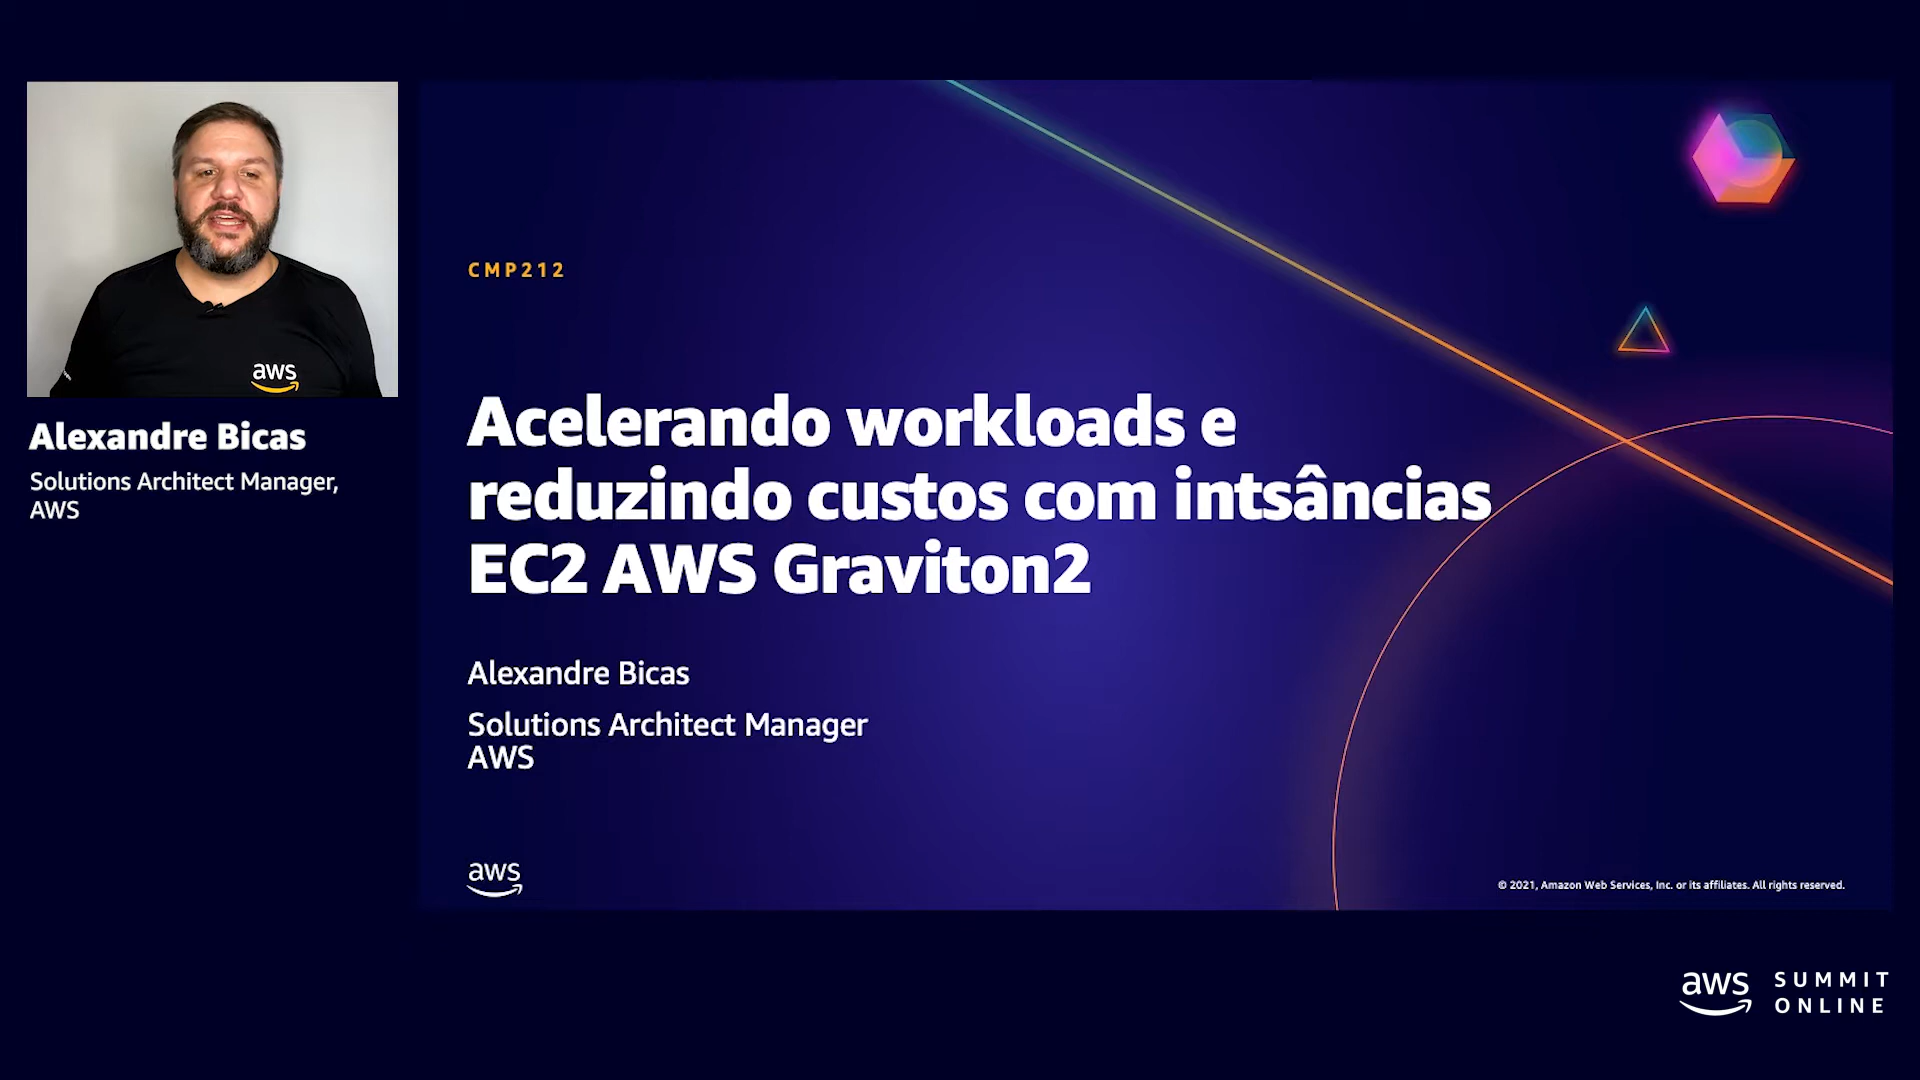 aws
Alexandre Bicas
Solutions Architect Manager,
AWS
CMP212
Acelerando workloads e
reduzindo custos com intsâncias
EC2 AWS Graviton2
Alexandre Bicas
Solutions Architect Manager
AWS
aws
© 2021, Amazon Web Services, Inc. or its affiliates. All rights reserved.
aws SUMMIT
ONLINE